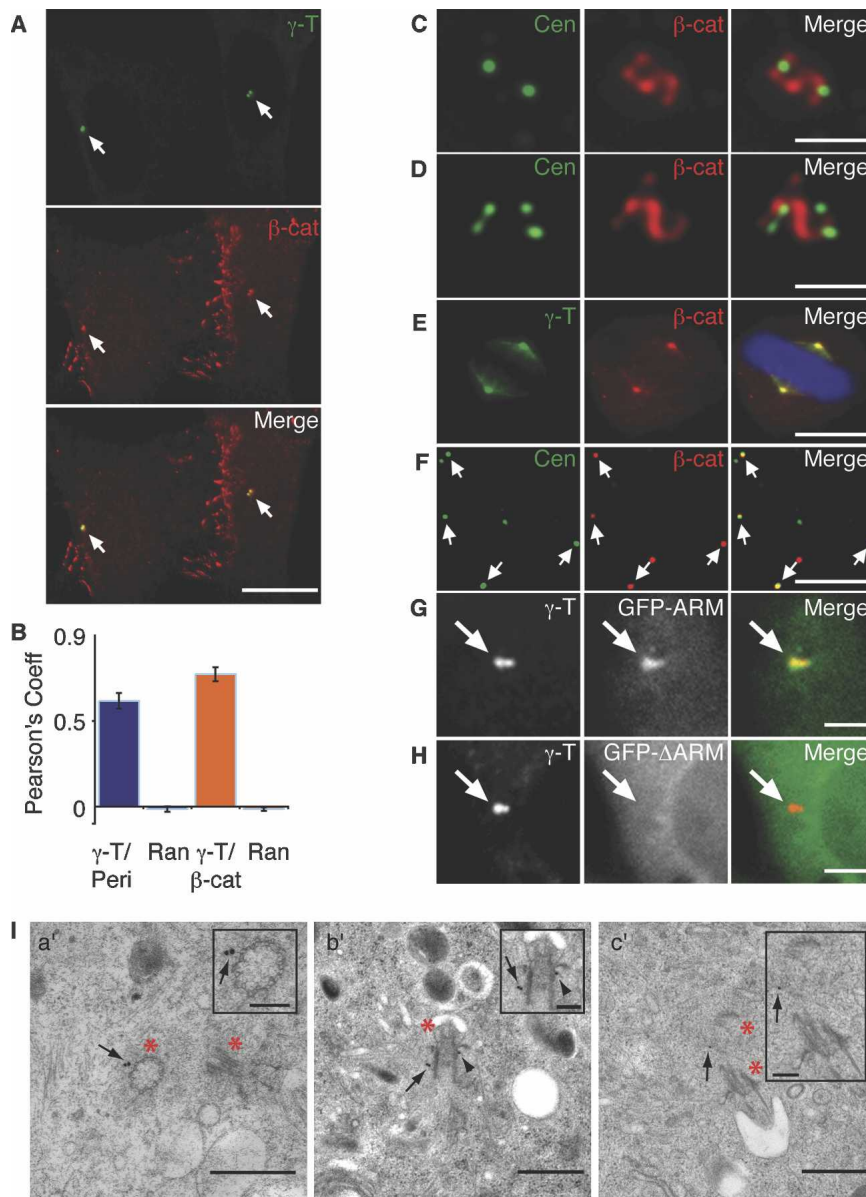 A
γ-T
β-cat
Merge
B
Pearson's Coeff
0.9
0.5
0
γ-T/ Ran γ-T/ Ran
Peri β-cat
C Cen β-cat Merge
D Cen β-cat Merge
E γ-T β-cat Merge
F Cen β-cat Merge
G γ-T GFP-ARM Merge
H γ-T GFP-ΔARM Merge
I a' b' c'